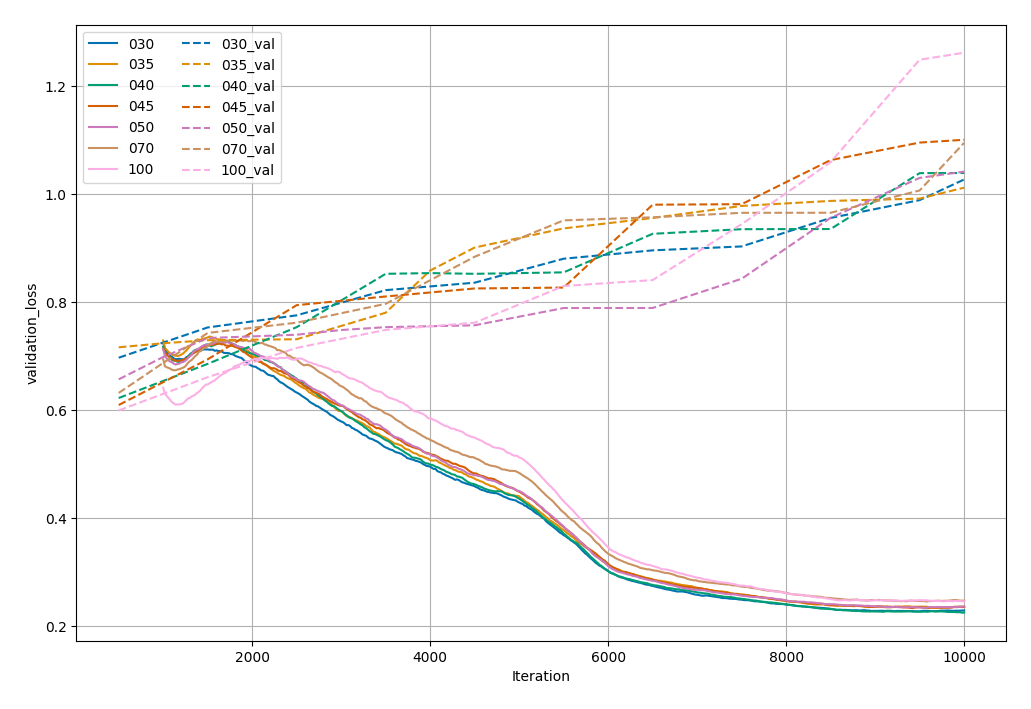 030 030_val
035 035_val
040 040_val
045 045_val
050 050_val
070 070_val
100 100_val
validation_loss
1.2
1.0
0.8
0.6
0.4
0.2
2000 4000 6000 8000 10000
Iteration